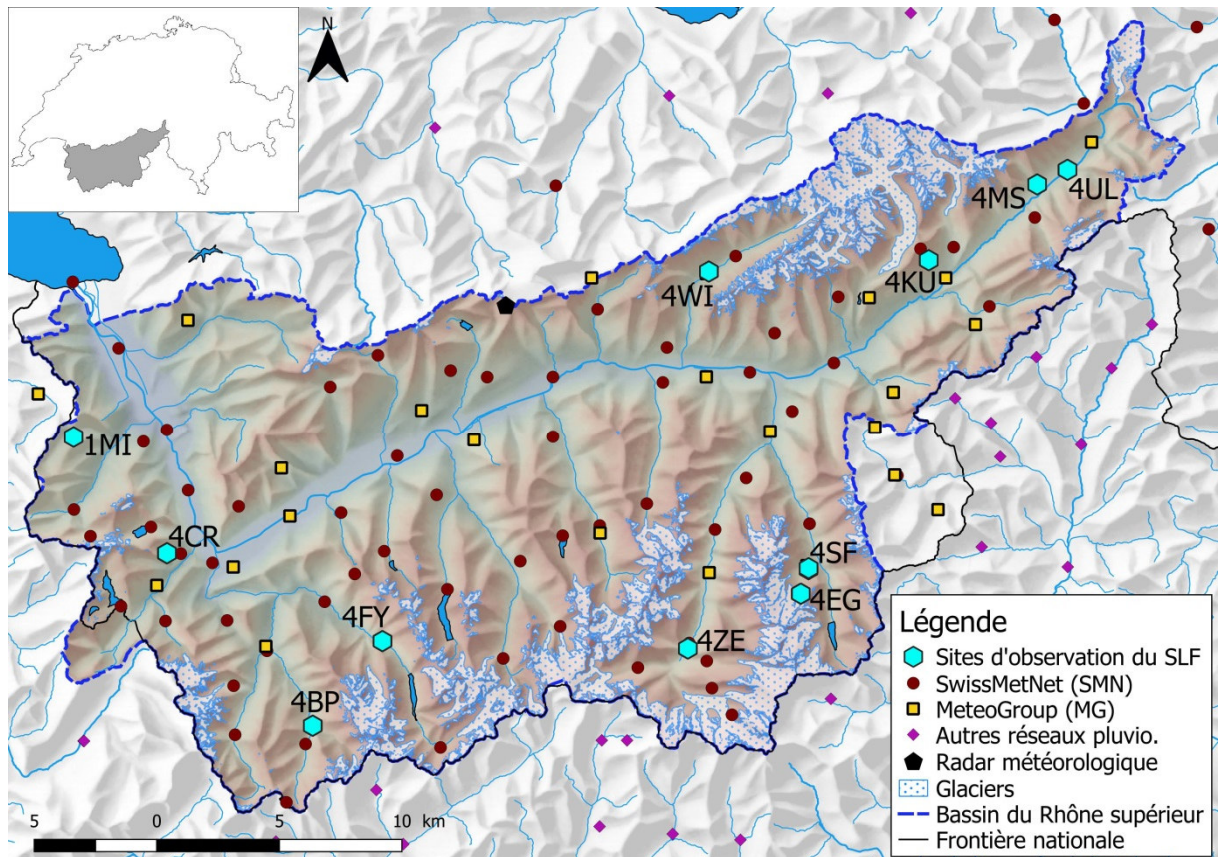 N
4MS
4UL
4WI
4KU
1MI
4CR
4SF
4EG
4FY
4ZE
4BP
Légende
Sites d'observation du SLF
SwissMetNet (SMN)
MeteoGroup (MG)
Autres réseaux pluvio.
Radar météorologique
Glaciers
Bassin du Rhône supérieur
Frontière nationale
5 0 5 10 km